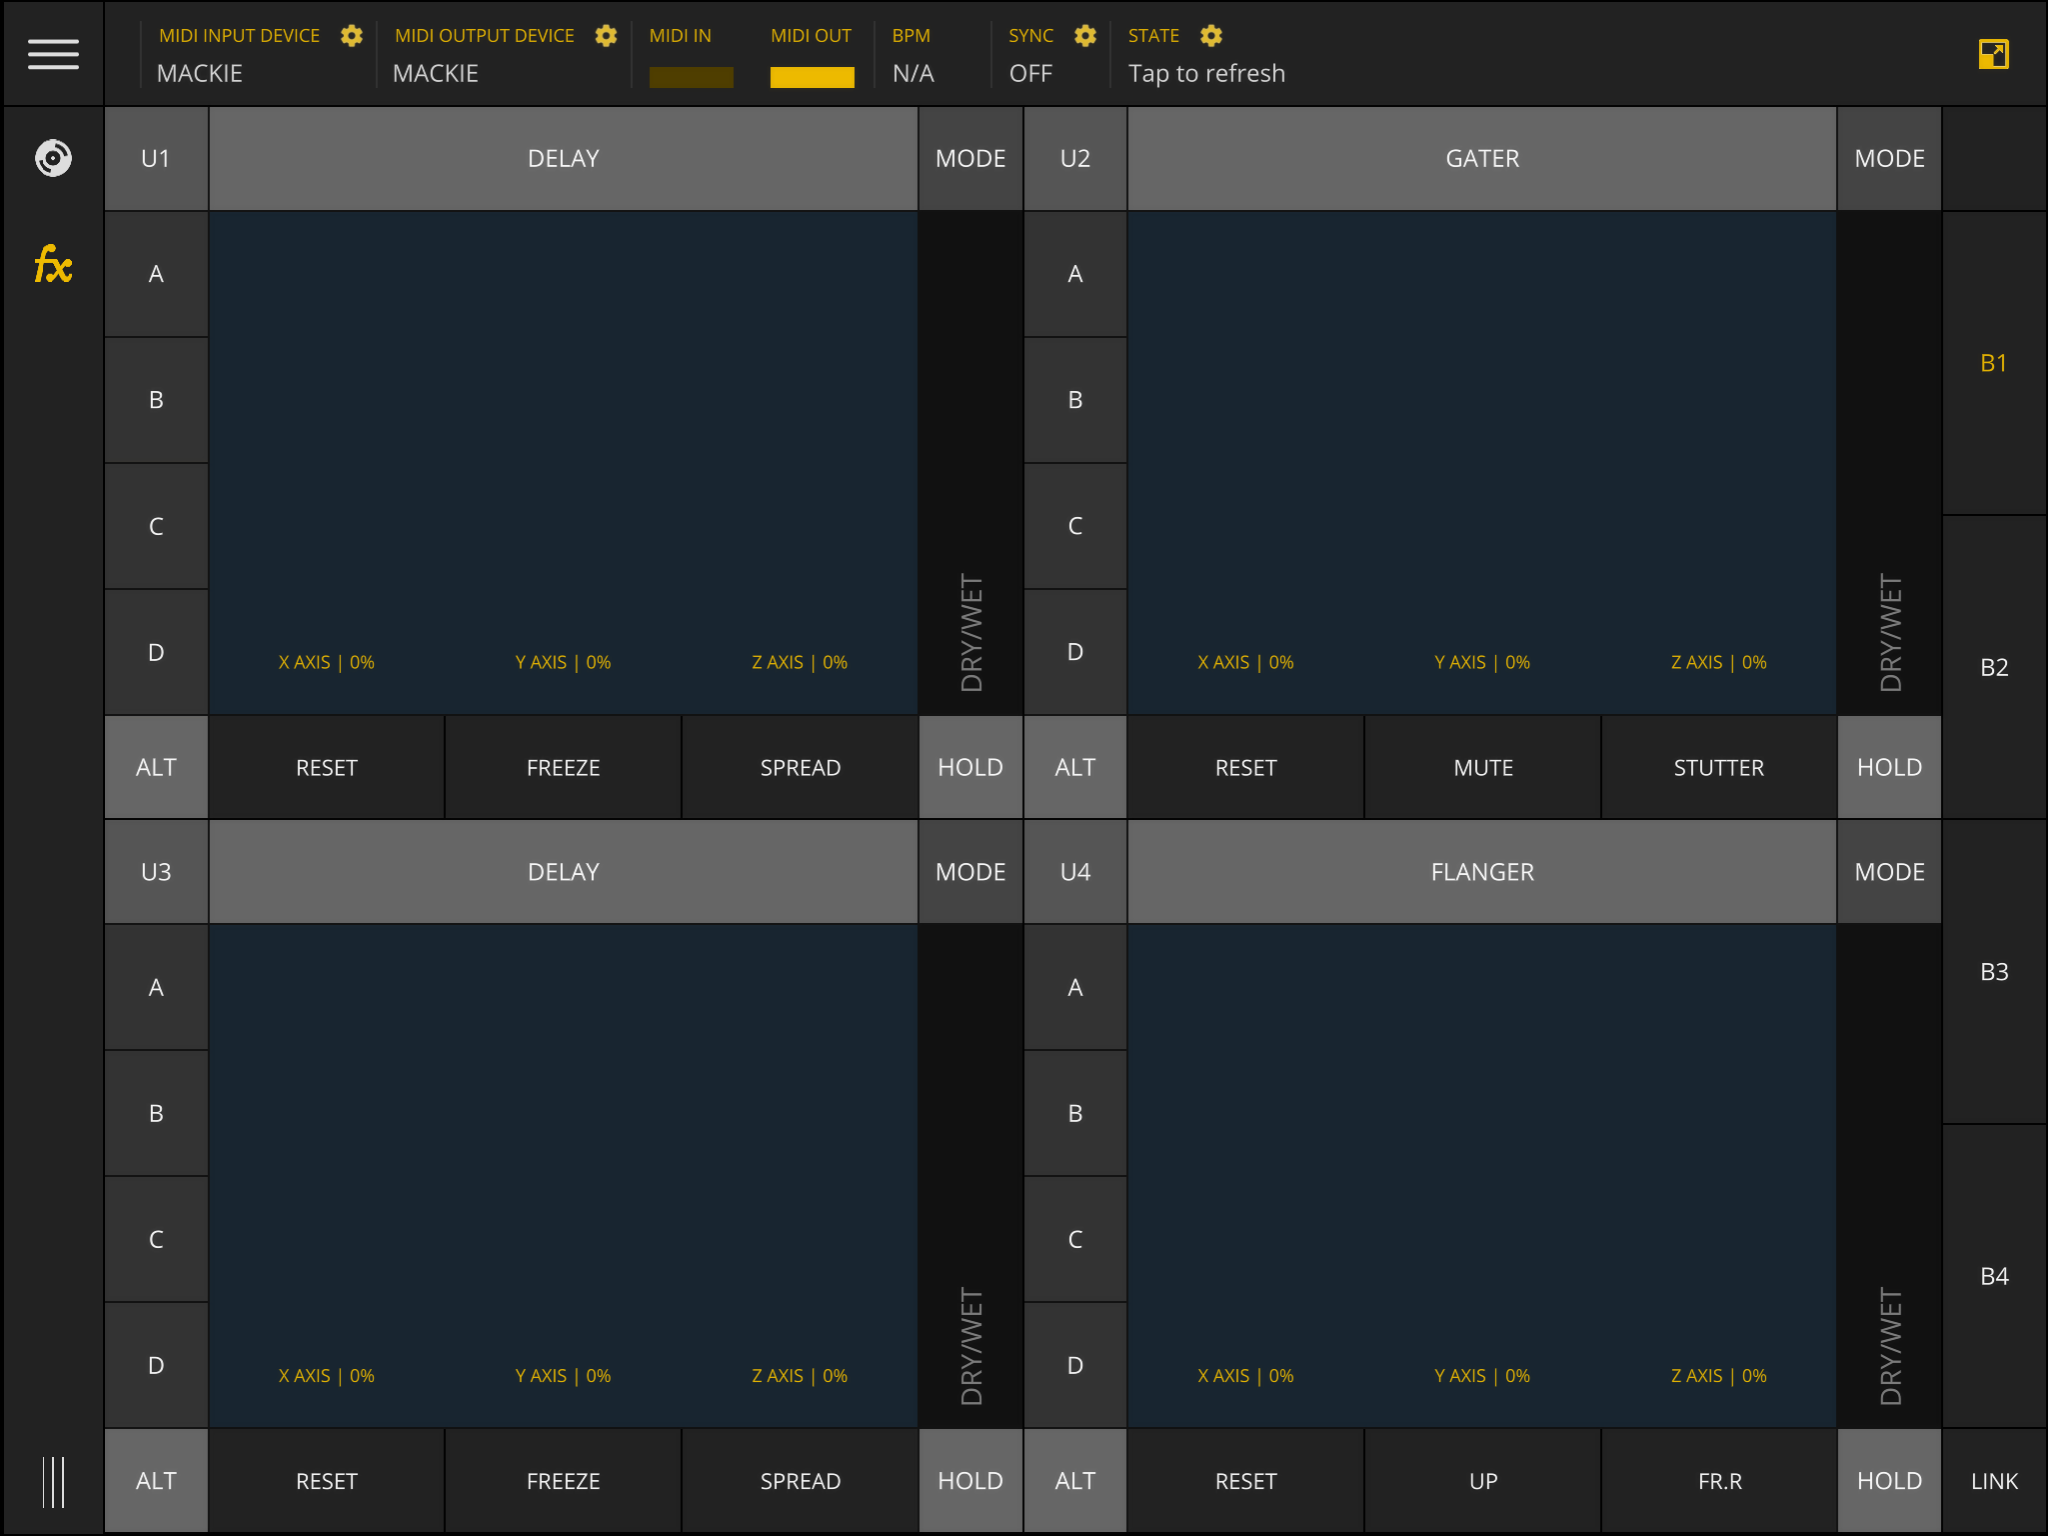 MIDI INPUT DEVICE MIDI OUTPUT DEVICE MIDI IN MIDI OUT BPM SYNC STATE
MACKIE MACKIE N/A OFF Tap to refresh
U1 DELAY MODE U2 GATER MODE
A A
B1
B B
C C
DRY/WET DRY/WET
D X AXIS | 0% Y AXIS | 0% Z AXIS | 0% D X AXIS | 0% Y AXIS | 0% Z AXIS | 0%
B2
ALT RESET FREEZE SPREAD HOLD ALT RESET MUTE STUTTER HOLD
U3 DELAY MODE U4 FLANGER MODE
B3
A A
B B
C C
B4
DRY/WET DRY/WET
D X AXIS | 0% Y AXIS | 0% Z AXIS | 0% D X AXIS | 0% Y AXIS | 0% Z AXIS | 0%
ALT RESET FREEZE SPREAD HOLD ALT RESET UP FR.R HOLD LINK